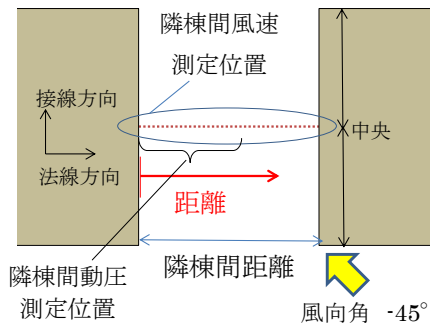 隣棟間風速
測定位置
接線方向
中央
法線方向
距離
隣棟間距離
隣棟間動圧
測定位置
風向角 -45°